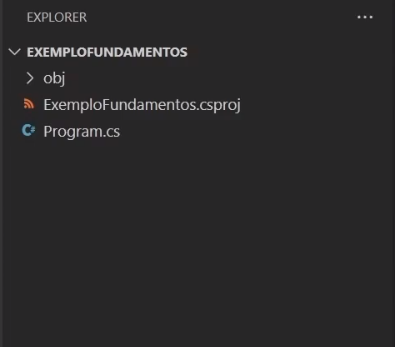 EXPLORER
EXEMPLOFUNDAMENTOS
obj
ExemploFundamentos.csproj
C# Program.cs